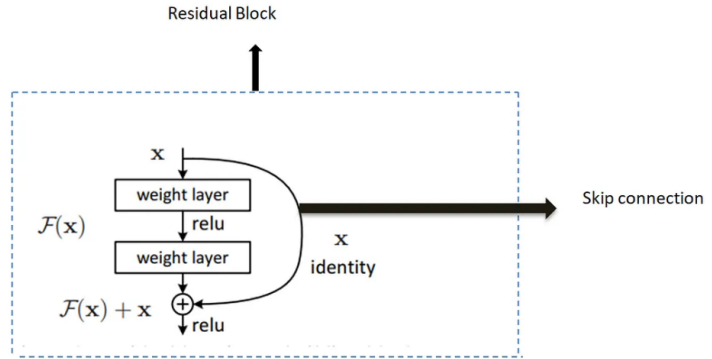 Residual Block
x
weight layer
relu
F(x)
weight layer
x
identity
F(x) + x
relu
Skip connection